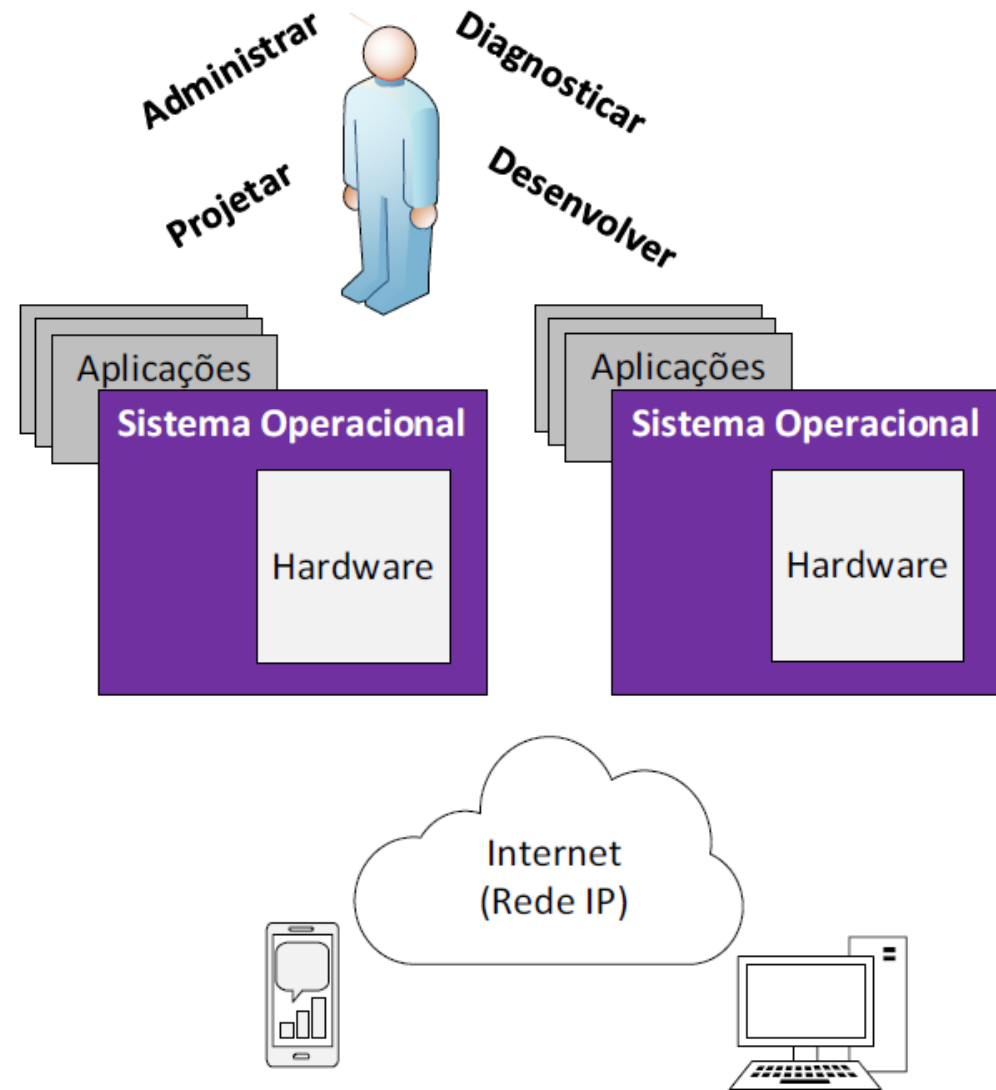 Administrar
Diagnosticar
Projetar
Desenvolver
Aplicações
Sistema Operacional
Hardware
Aplicações
Sistema Operacional
Hardware
Internet
(Rede IP)